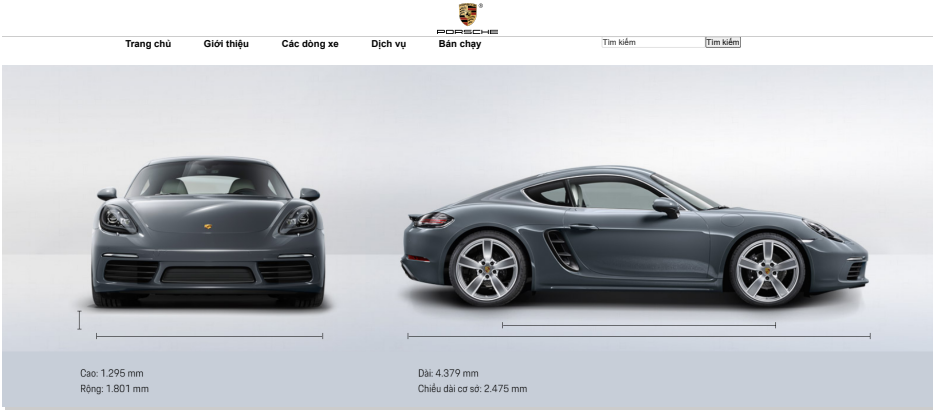 PORSCHE
Trang chủ Giới thiệu Các dòng xe Dịch vụ Bán chạy Tìm kiếm Tìm kiếm
Cao: 1.295 mm
Rộng: 1.801 mm
Dài: 4.379 mm
Chiều dài cơ sở: 2.475 mm